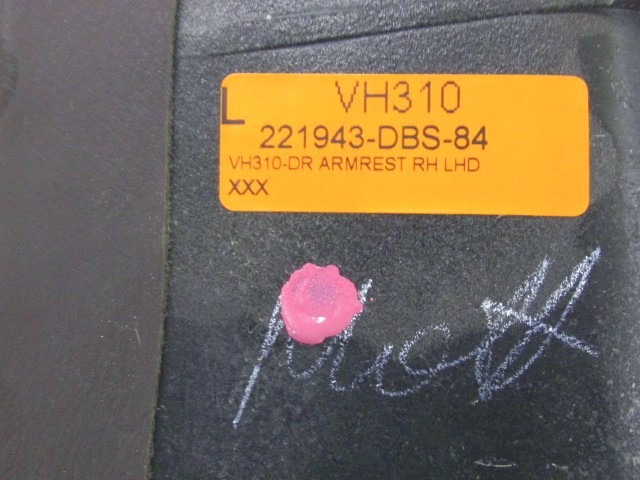 L VH310
221943-DBS-84
VH310-DR ARMREST RH LHD
XXX